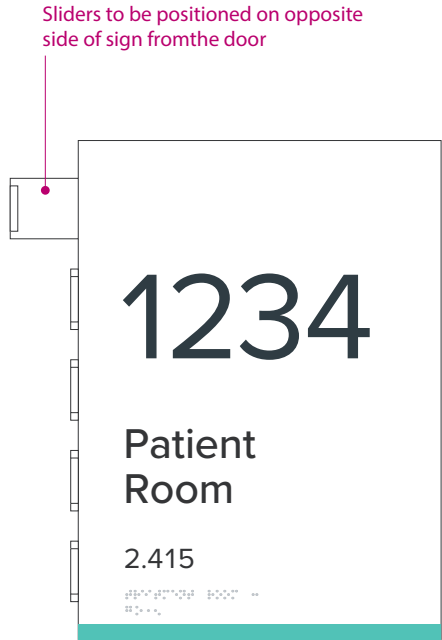 Sliders to be positioned on opposite
side of sign fromthe door
1234
Patient
Room
2.415